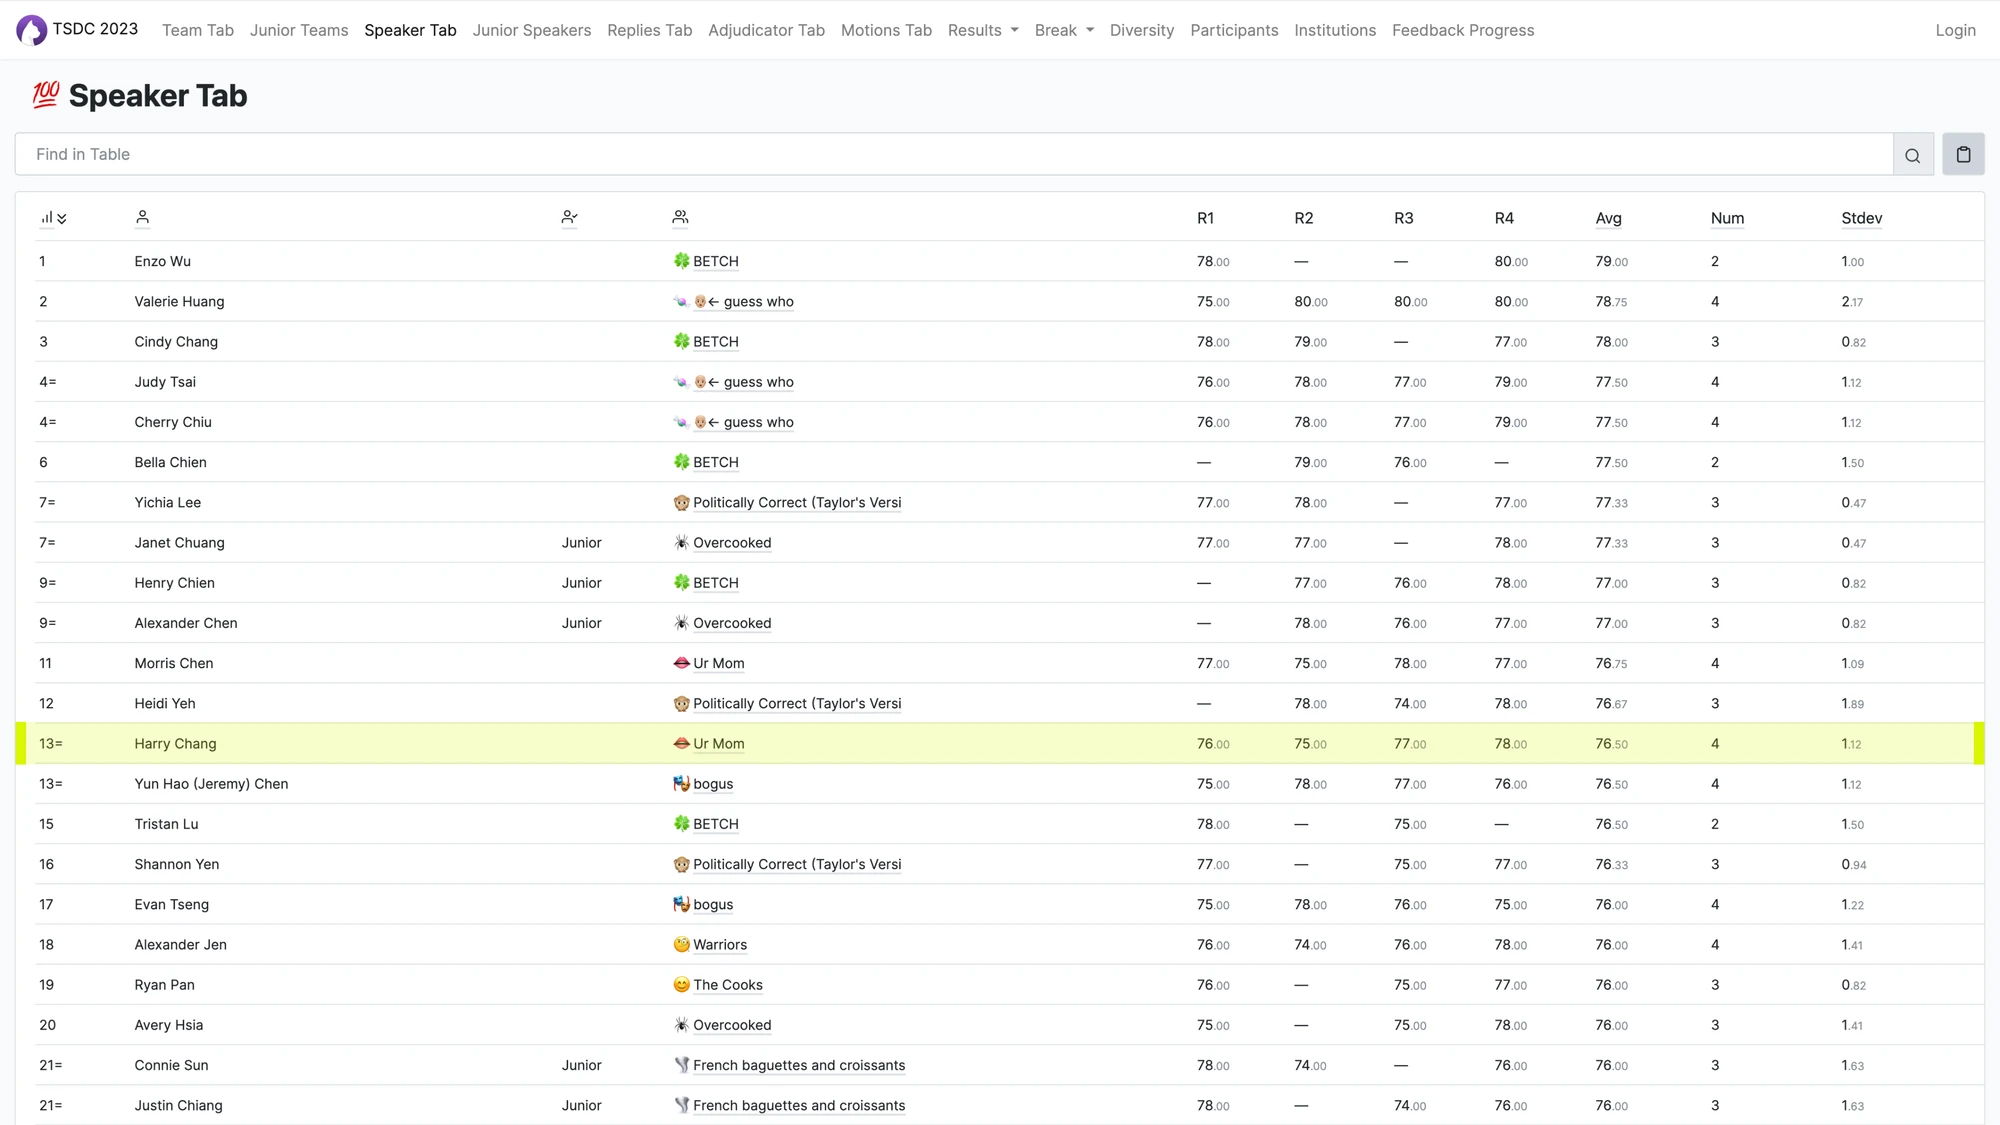 TSDC 2023 Team Tab Junior Teams Speaker Tab Junior Speakers Replies Tab Adjudicator Tab Motions Tab Results Break Diversity Participants Institutions Feedback Progress Login
💯 Speaker Tab
Find in Table
R1 R2 R3 R4 Avg Num Stdev
1 Enzo Wu 🍀 BETCH 78.00 — — 80.00 79.00 2 1.00
2 Valerie Huang 🍬 👴🏼← guess who 75.00 80.00 80.00 80.00 78.75 4 2.17
3 Cindy Chang 🍀 BETCH 78.00 79.00 — 77.00 78.00 3 0.82
4= Judy Tsai 🍬 👴🏼← guess who 76.00 78.00 77.00 79.00 77.50 4 1.12
4= Cherry Chiu 🍬 👴🏼← guess who 76.00 78.00 77.00 79.00 77.50 4 1.12
6 Bella Chien 🍀 BETCH — 79.00 76.00 — 77.50 2 1.50
7= Yichia Lee 🐵 Politically Correct (Taylor's Versi 77.00 78.00 — 77.00 77.33 3 0.47
7= Janet Chuang Junior 🕷 Overcooked 77.00 77.00 — 78.00 77.33 3 0.47
9= Henry Chien Junior 🍀 BETCH — 77.00 76.00 78.00 77.00 3 0.82
9= Alexander Chen Junior 🕷 Overcooked — 78.00 76.00 77.00 77.00 3 0.82
11 Morris Chen 👄 Ur Mom 77.00 75.00 78.00 77.00 76.75 4 1.09
12 Heidi Yeh 🐵 Politically Correct (Taylor's Versi — 78.00 74.00 78.00 76.67 3 1.89
13= Harry Chang 👄 Ur Mom 76.00 75.00 77.00 78.00 76.50 4 1.12
13= Yun Hao (Jeremy) Chen 🎭 bogus 75.00 78.00 77.00 76.00 76.50 4 1.12
15 Tristan Lu 🍀 BETCH 78.00 — 75.00 — 76.50 2 1.50
16 Shannon Yen 🐵 Politically Correct (Taylor's Versi 77.00 — 75.00 77.00 76.33 3 0.94
17 Evan Tseng 🎭 bogus 75.00 78.00 76.00 75.00 76.00 4 1.22
18 Alexander Jen 🧐 Warriors 76.00 74.00 76.00 78.00 76.00 4 1.41
19 Ryan Pan 😊 The Cooks 76.00 — 75.00 77.00 76.00 3 0.82
20 Avery Hsia 🕷 Overcooked 75.00 — 75.00 78.00 76.00 3 1.41
21= Connie Sun Junior 🌪 French baguettes and croissants 78.00 74.00 — 76.00 76.00 3 1.63
21= Justin Chiang Junior 🌪 French baguettes and croissants 78.00 — 74.00 76.00 76.00 3 1.63